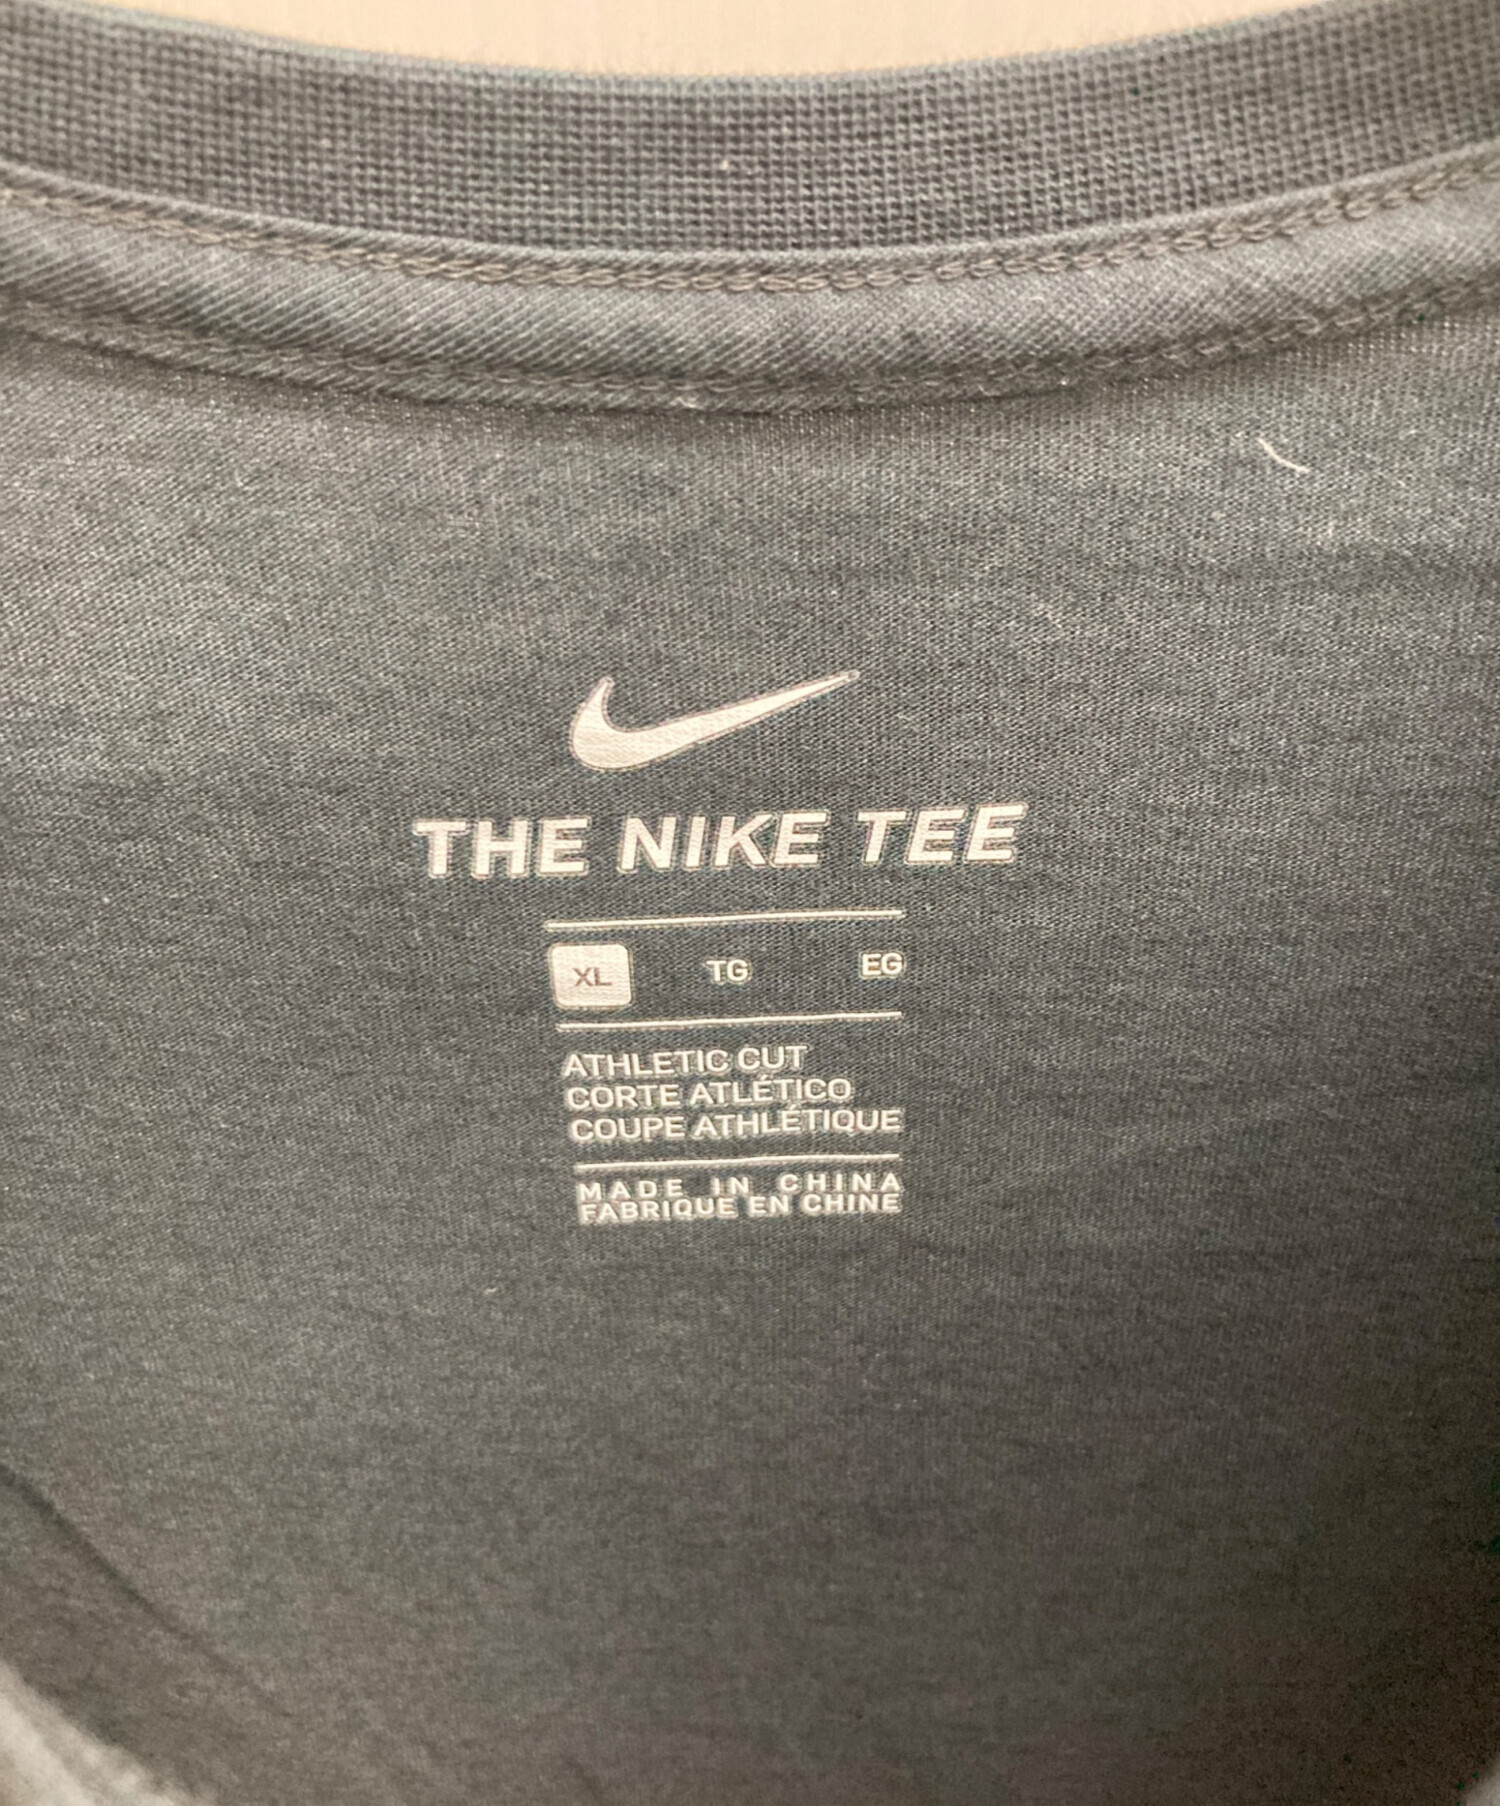 THE NIKE TEE
XL TG EG
ATHLETIC CUT
CORTE ATLÉTICO
COUPE ATHLÉTIQUE
MADE IN CHINA
FABRIQUE EN CHINE